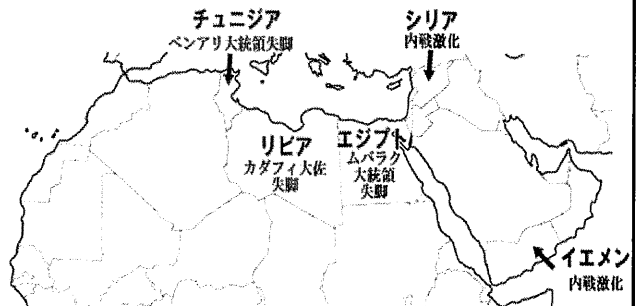 チュニジア
ベンアリ大統領失脚
シリア
内戦激化
リビア
カダフィ大佐
失脚
エジプト
ムバラク
大統領
失脚
イエメン
内戦激化